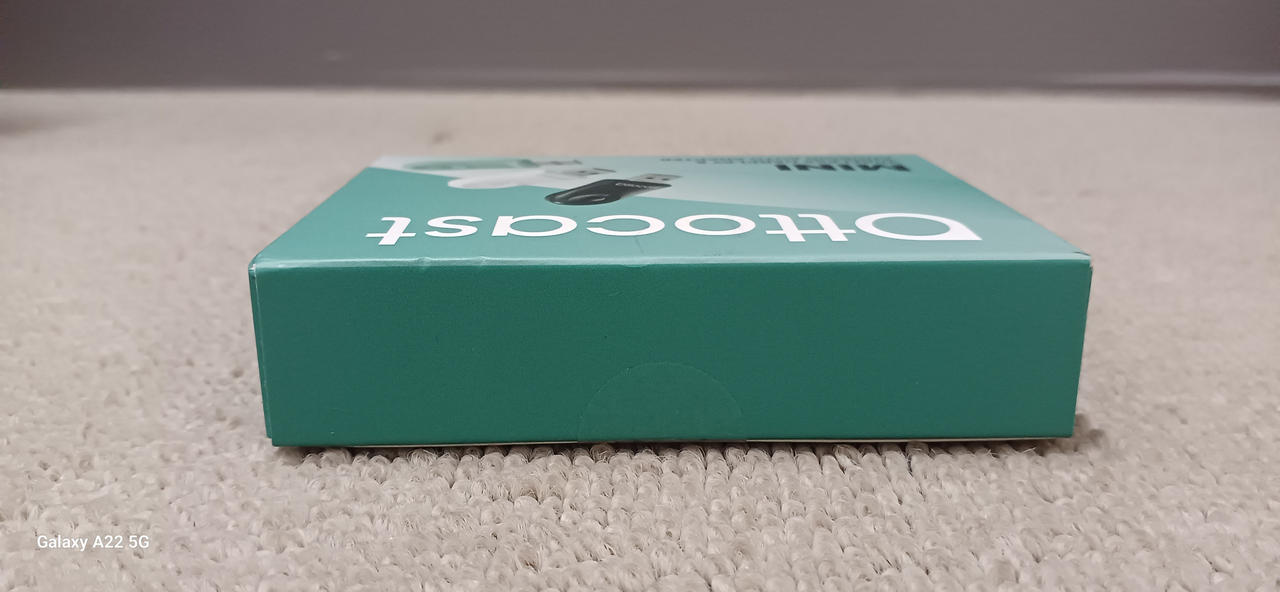 Ottocast
MINI
Galaxy A22 5G